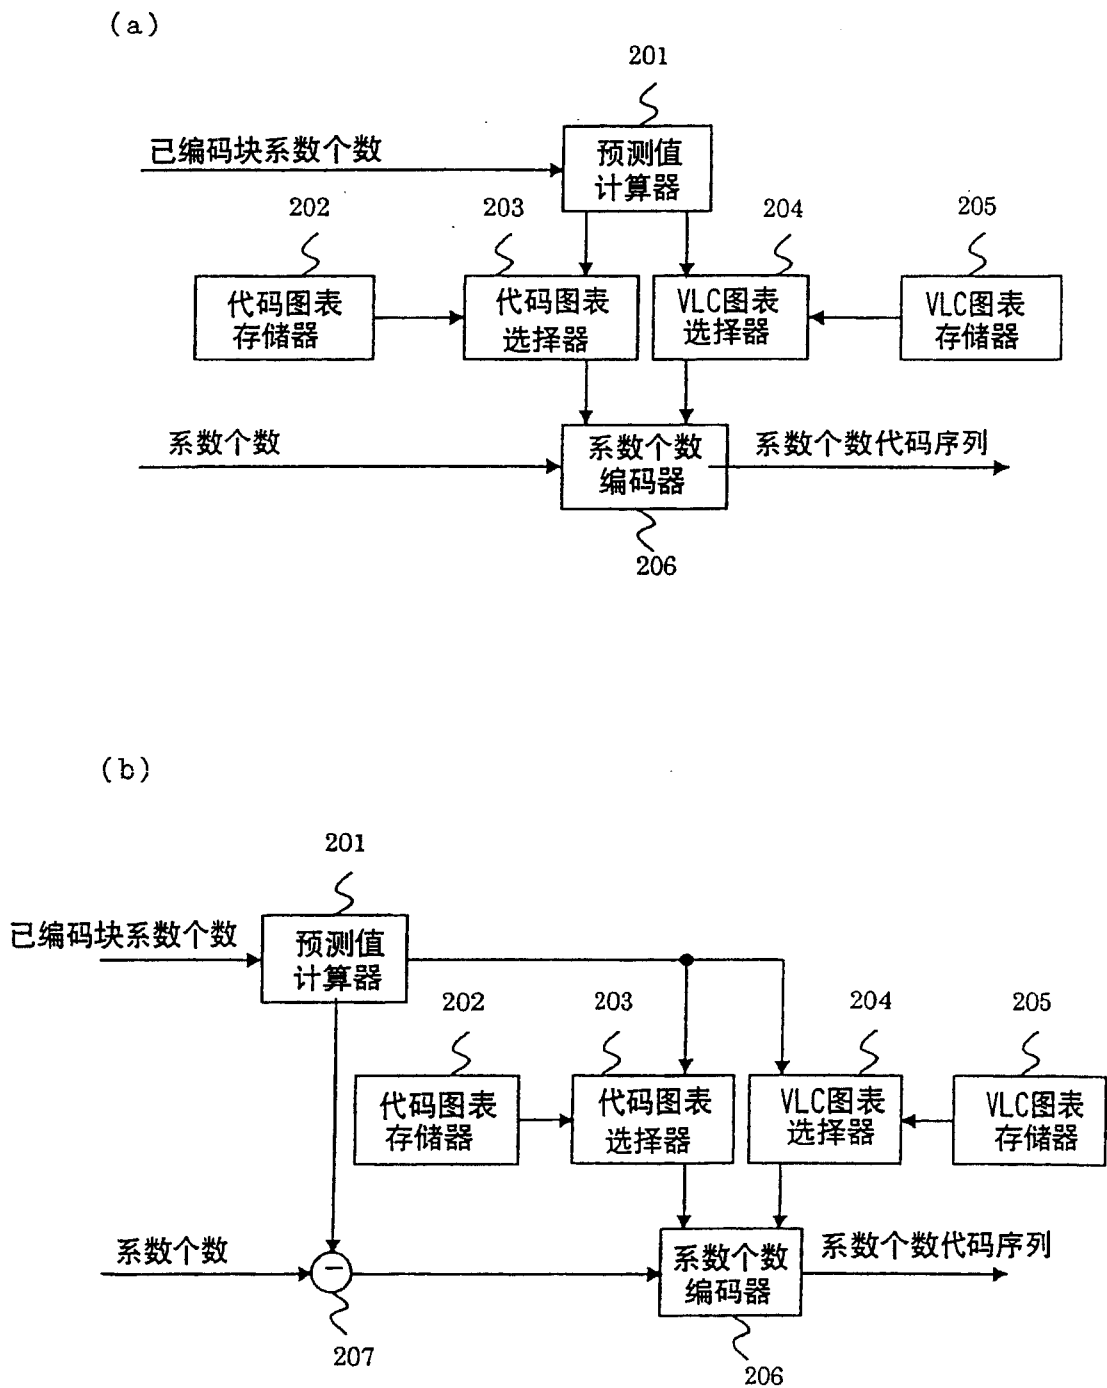 (a)
201
已编码块系数个数
预测值
计算器
202
203
204
205
代码图表
存储器
代码图表
选择器
VLC图表
选择器
VLC图表
存储器
系数个数
系数个数
编码器
系数个数代码序列
206
(b)
201
已编码块系数个数
预测值
计算器
202
203
204
205
代码图表
存储器
代码图表
选择器
VLC图表
选择器
VLC图表
存储器
系数个数
−
系数个数
编码器
系数个数代码序列
207
206